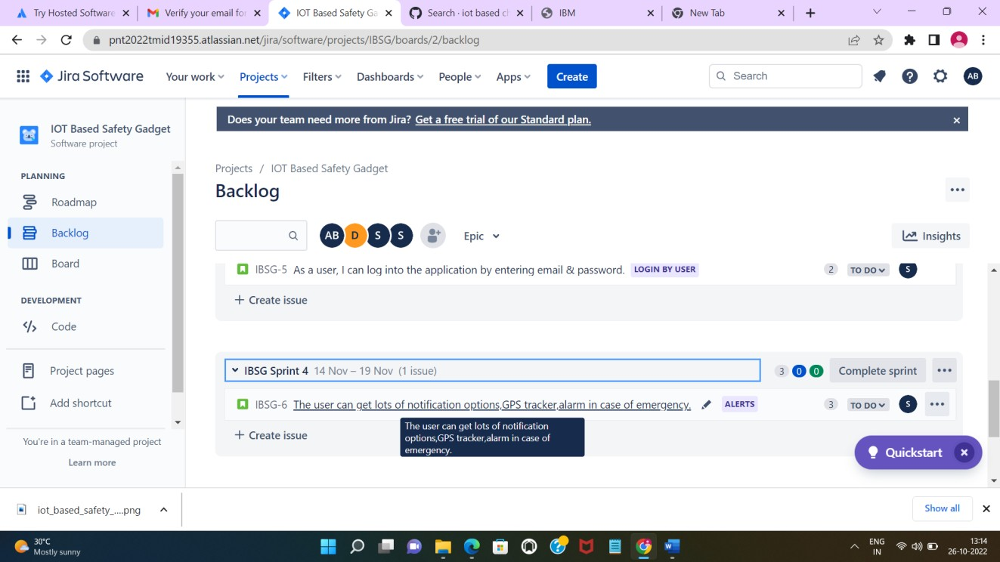 Try Hosted Software
Verify your email for
IOT Based Safety Ga
Search · iot based c
IBM
New Tab
pnt2022tmid19355.atlassian.net/jira/software/projects/IBSG/boards/2/backlog
Jira Software
Your work
Projects
Filters
Dashboards
People
Apps
Create
Search
AB
Does your team need more from Jira? Get a free trial of our Standard plan.
IOT Based Safety Gadget
Software project
PLANNING
Roadmap
Backlog
Board
DEVELOPMENT
Code
Project pages
Add shortcut
You're in a team-managed project
Learn more
Projects / IOT Based Safety Gadget
Backlog
AB D S S
Epic
Insights
IBSG-5 As a user, I can log into the application by entering email & password. LOGIN BY USER 2 TO DO S
+ Create issue
IBSG Sprint 4 14 Nov – 19 Nov (1 issue) 3 0 0 Complete sprint
IBSG-6 The user can get lots of notification options,GPS tracker,alarm in case of emergency. ALERTS 3 TO DO S
The user can get lots of notification
options,GPS tracker,alarm in case of
emergency.
+ Create issue
Quickstart
iot_based_safety_....png
Show all
30°C
Mostly sunny
ENG
IN
13:14
26-10-2022